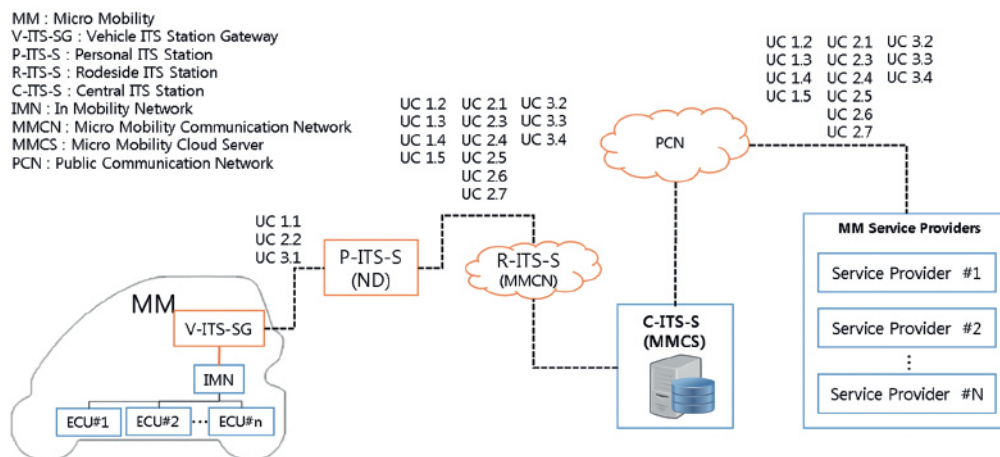 MM : Micro Mobility
V-ITS-SG : Vehicle ITS Station Gateway
P-ITS-S : Personal ITS Station
R-ITS-S : Rodeside ITS Station
C-ITS-S : Central ITS Station
IMN : In Mobility Network
MMCN : Micro Mobility Communication Network
MMCS : Micro Mobility Cloud Server
PCN : Public Communication Network
UC 1.1
UC 2.2
UC 3.1
UC 1.2 UC 2.1 UC 3.2
UC 1.3 UC 2.3 UC 3.3
UC 1.4 UC 2.4 UC 3.4
UC 1.5 UC 2.5
UC 2.6
UC 2.7
UC 1.2 UC 2.1 UC 3.2
UC 1.3 UC 2.3 UC 3.3
UC 1.4 UC 2.4 UC 3.4
UC 1.5 UC 2.5
UC 2.6
UC 2.7
PCN
MM
V-ITS-SG
IMN
ECU#1 ECU#2 ··· ECU#n
P-ITS-S
(ND)
R-ITS-S
(MMCN)
C-ITS-S
(MMCS)
MM Service Providers
Service Provider #1
Service Provider #2
⋮
Service Provider #N